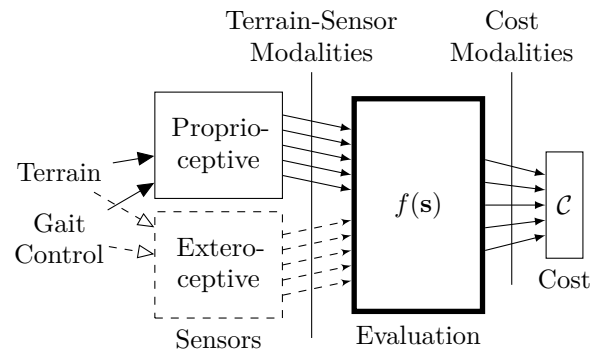 Terrain-Sensor
Modalities
Cost
Modalities
Proprio-
ceptive
Terrain
Gait
Control
Extero-
ceptive
Sensors
f(s)
Evaluation
C
Cost